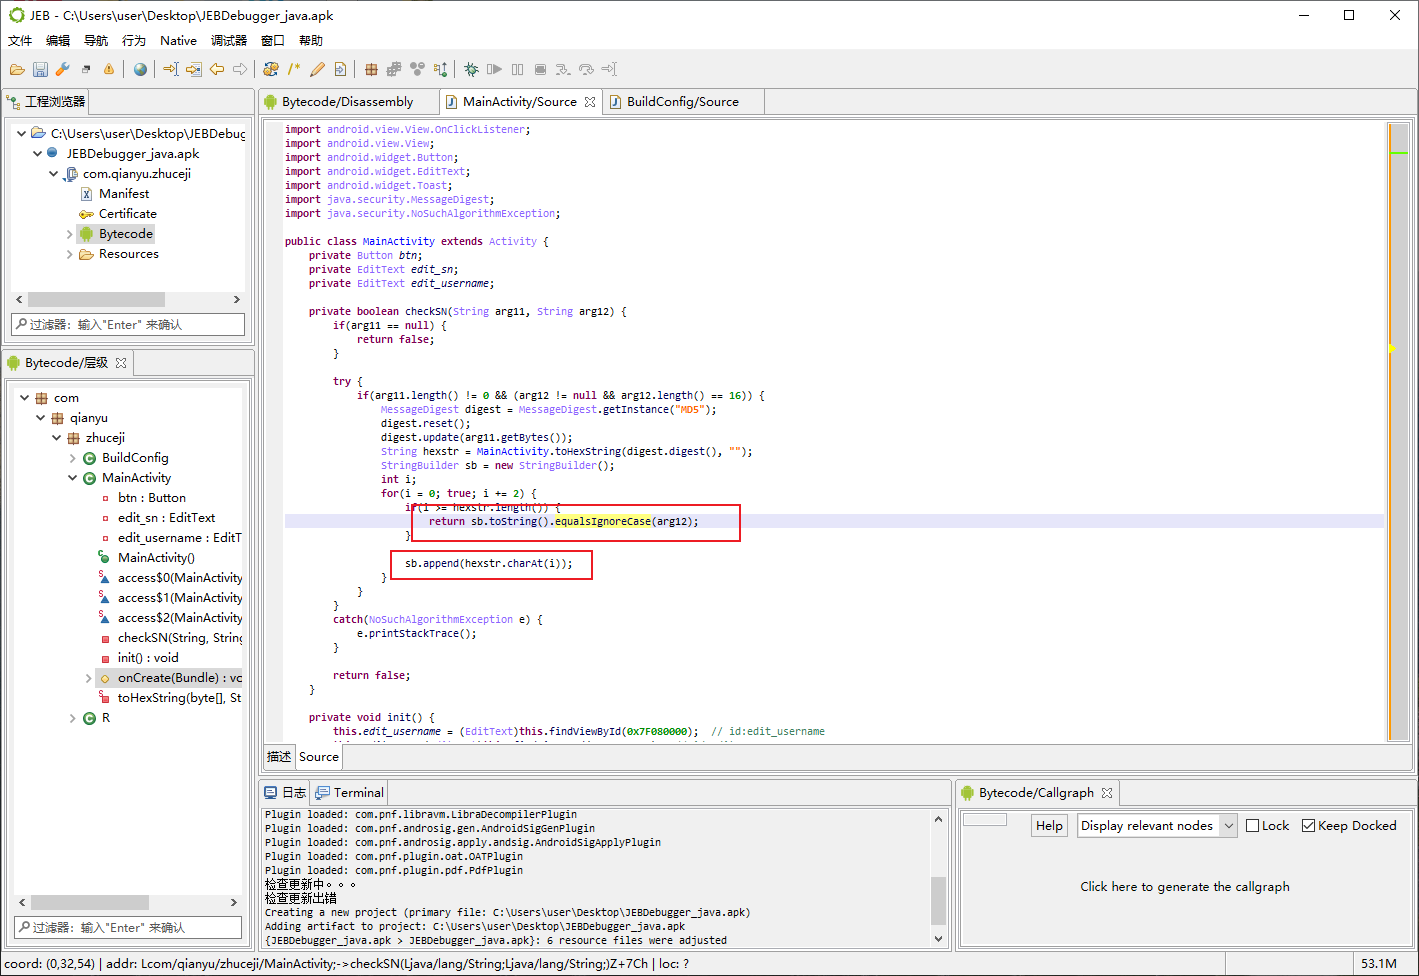 JEB - C:\Users\user\Desktop\JEBDebugger_java.apk
文件 编辑 导航 行为 Native 调试器 窗口 帮助
工程浏览器
C:\Users\user\Desktop\JEBDebug
JEBDebugger_java.apk
com.qianyu.zhuceji
Manifest
Certificate
Bytecode
Resources
过滤器: 输入"Enter" 来确认
Bytecode/层级
com
qianyu
zhuceji
BuildConfig
MainActivity
btn : Button
edit_sn : EditText
edit_username : EditT
MainActivity()
access$0(MainActivity
access$1(MainActivity
access$2(MainActivity
checkSN(String, String
init() : void
onCreate(Bundle) : vo
toHexString(byte[], St
R
过滤器: 输入"Enter" 来确认
Bytecode/Disassembly MainActivity/Source BuildConfig/Source
import android.view.View.OnClickListener;
import android.view.View;
import android.widget.Button;
import android.widget.EditText;
import android.widget.Toast;
import java.security.MessageDigest;
import java.security.NoSuchAlgorithmException;
public class MainActivity extends Activity {
private Button btn;
private EditText edit_sn;
private EditText edit_username;
private boolean checkSN(String arg11, String arg12) {
if(arg11 == null) {
return false;
}
try {
if(arg11.length() != 0 && (arg12 != null && arg12.length() == 16)) {
MessageDigest digest = MessageDigest.getInstance("MD5");
digest.reset();
digest.update(arg11.getBytes());
String hexstr = MainActivity.toHexString(digest.digest(), "");
StringBuilder sb = new StringBuilder();
int i;
for(i = 0; true; i += 2) {
if(i >= hexstr.length()) {
return sb.toString().equalsIgnoreCase(arg12);
}
sb.append(hexstr.charAt(i));
}
}
}
catch(NoSuchAlgorithmException e) {
e.printStackTrace();
}
return false;
}
private void init() {
this.edit_username = (EditText)this.findViewById(0x7F080000);  // id:edit_username
描述 Source
日志 Terminal
Plugin loaded: com.pnf.libravm.LibraDecompilerPlugin
Plugin loaded: com.pnf.androsig.gen.AndroidSigGenPlugin
Plugin loaded: com.pnf.androsig.apply.andsig.AndroidSigApplyPlugin
Plugin loaded: com.pnf.plugin.oat.OATPlugin
Plugin loaded: com.pnf.plugin.pdf.PdfPlugin
检查更新中。。。
检查更新出错
Creating a new project (primary file: C:\Users\user\Desktop\JEBDebugger_java.apk)
Adding artifact to project: C:\Users\user\Desktop\JEBDebugger_java.apk
{JEBDebugger_java.apk > JEBDebugger_java.apk}: 6 resource files were adjusted
Bytecode/Callgraph
Help Display relevant nodes Lock Keep Docked
Click here to generate the callgraph
coord: (0,32,54) | addr: Lcom/qianyu/zhuceji/MainActivity;->checkSN(Ljava/lang/String;Ljava/lang/String;)Z+7Ch | loc: ?
53.1M